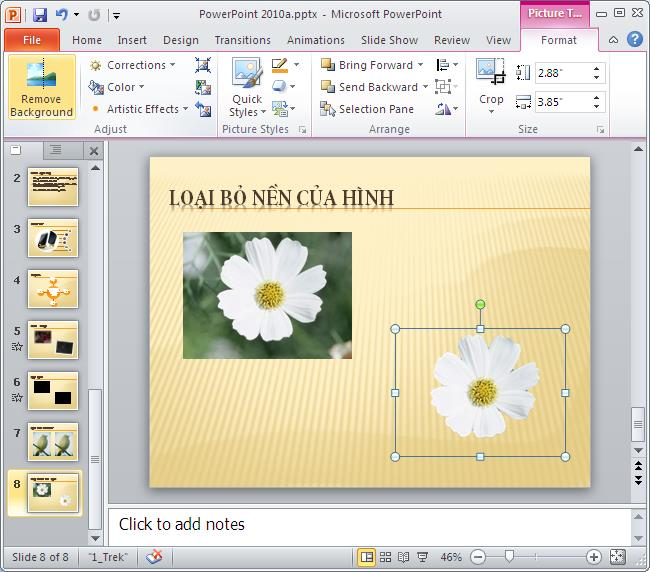 PowerPoint 2010a.pptx - Microsoft PowerPoint
Picture T...
File Home Insert Design Transitions Animations Slide Show Review View Format
Remove Background
Corrections
Color
Artistic Effects
Adjust
Quick Styles
Picture Styles
Bring Forward
Send Backward
Selection Pane
Arrange
Crop
2.88"
3.85"
Size
2
3
4
5
6
7
8
LOẠI BỎ NỀN CỦA HÌNH
Click to add notes
Slide 8 of 8 "1_Trek" 46%